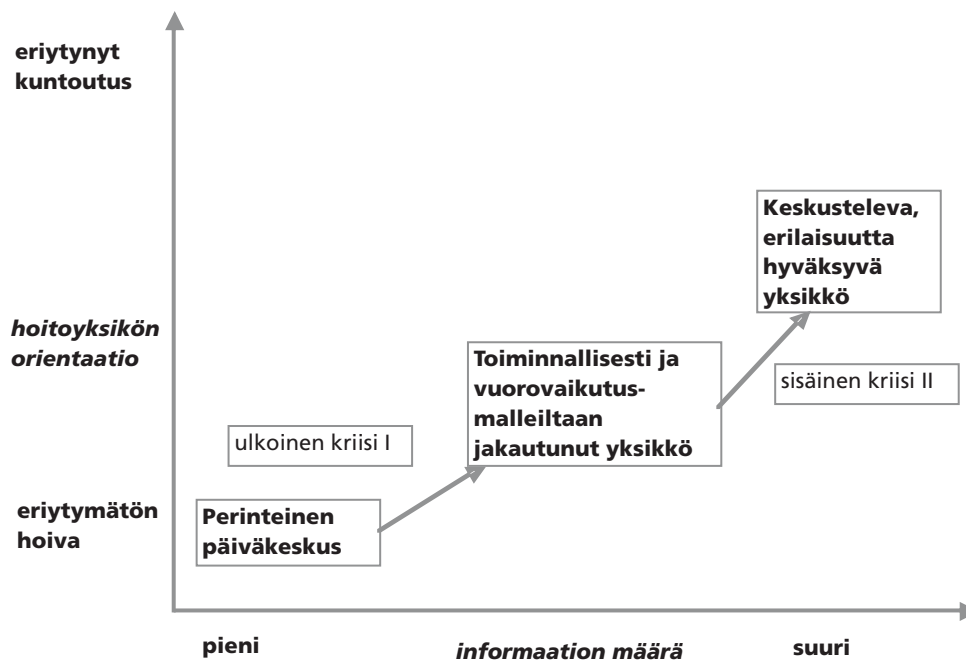 eriytynyt
kuntoutus
Keskusteleva,
erilaisuutta
hyväksyvä
yksikkö
hoitoyksikön
orientaatio
Toiminnallisesti ja
vuorovaikutus-
malleiltaan
jakautunut yksikkö
sisäinen kriisi II
ulkoinen kriisi I
eriytymätön
hoiva
Perinteinen
päiväkeskus
pieni
informaation määrä
suuri